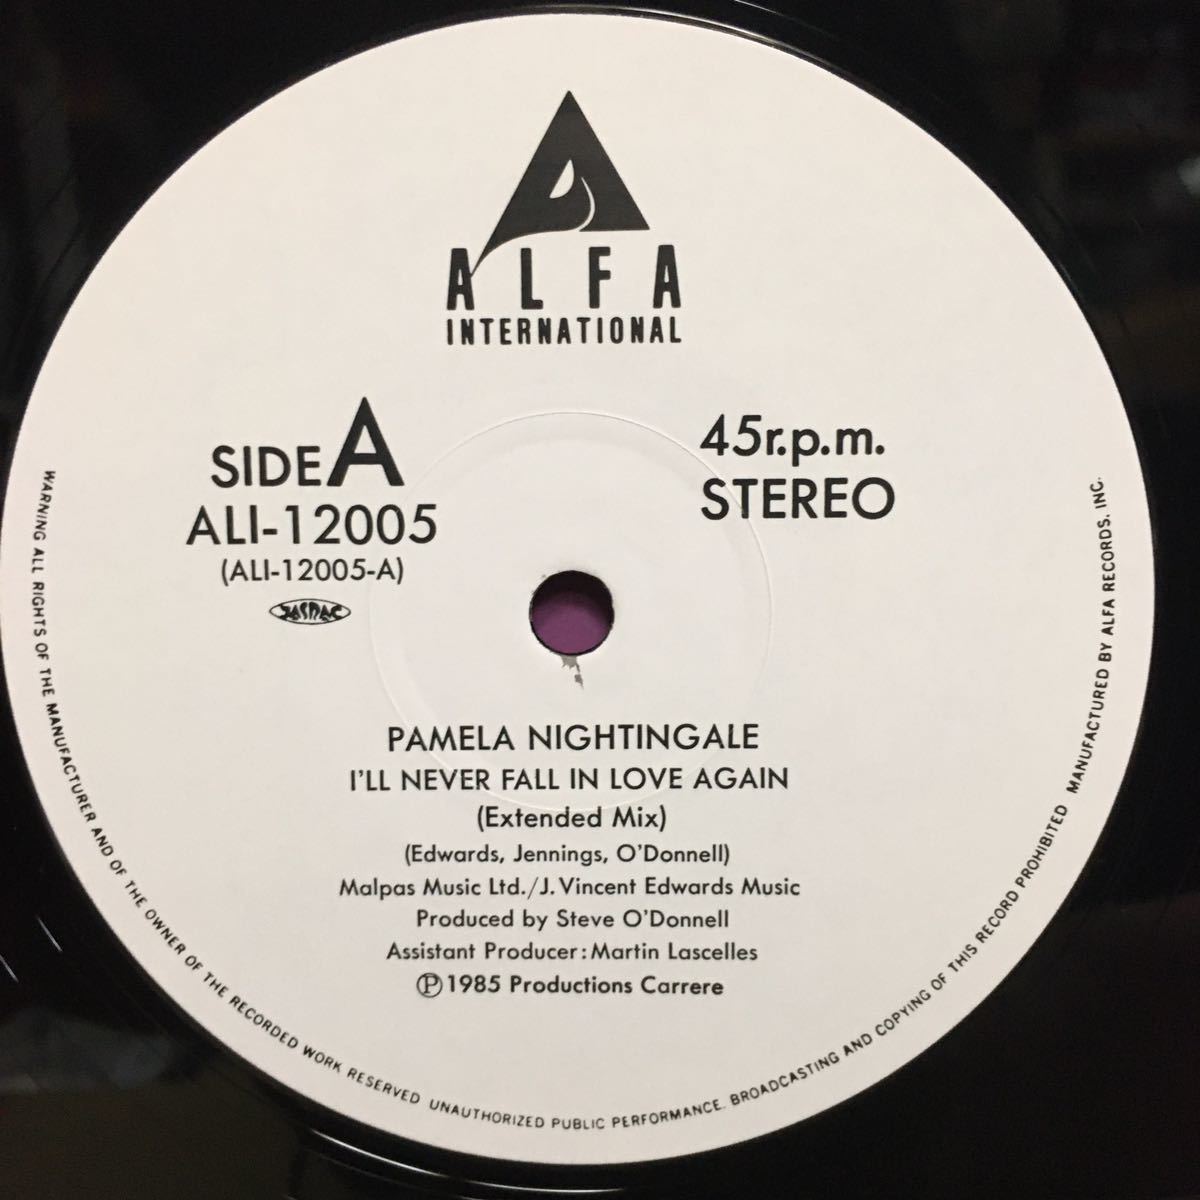 ALFA
INTERNATIONAL
SIDE A
ALI-12005
(ALI-12005-A)
JASRAC
45r.p.m.
STEREO
PAMELA NIGHTINGALE
I'LL NEVER FALL IN LOVE AGAIN
(Extended Mix)
(Edwards, Jennings, O'Donnell)
Malpas Music Ltd./J. Vincent Edwards Music
Produced by Steve O'Donnell
Assistant Producer: Martin Lascelles
Ⓟ1985 Productions Carrere
WARNING ALL RIGHTS OF THE MANUFACTURER AND OF THE OWNER OF THE RECORDED WORK RESERVED UNAUTHORIZED PUBLIC PERFORMANCE. BROADCASTING AND COPYING OF THIS RECORD PROHIBITED MANUFACTURED BY ALFA RECORDS. INC.